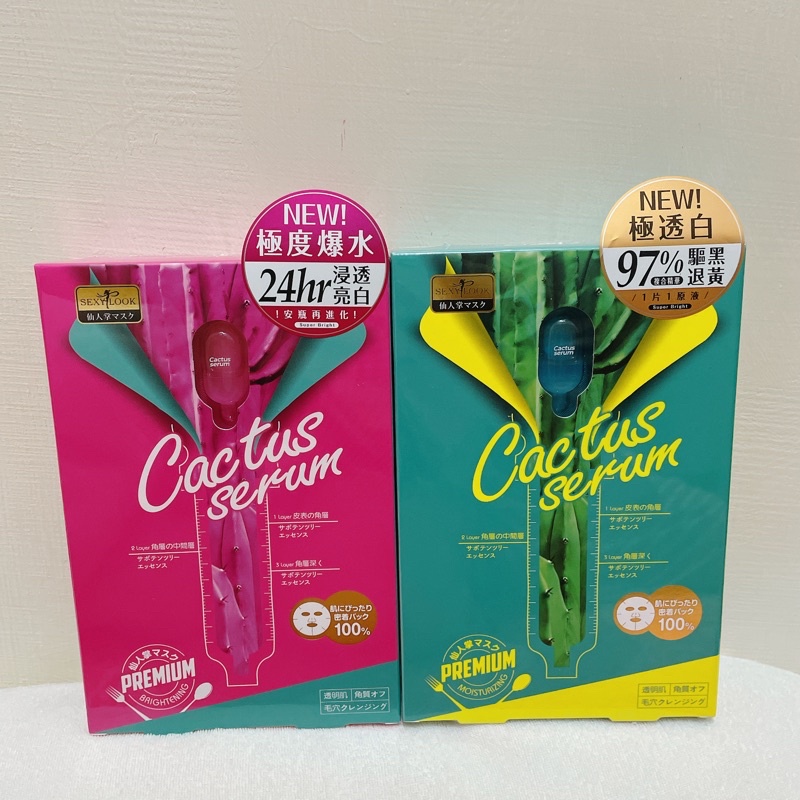 NEW!
極度爆水
24hr 浸透
亮白
!安瓶再進化!
Super Bright
SEXYLOOK
仙人掌マスク
Cactus
serum
Cactus
serum
1 layer 皮表の角層
サボテンツリー
エッセンス
2 layer 角層の中間層
サボテンツリー
エッセンス
3 layer 角層深く
サボテンツリー
エッセンス
肌にぴったり
密着パック
100%
仙人掌マスク
PREMIUM
BRIGHTENING
透明肌 角質オフ
毛穴クレンジング
NEW!
極透白
97% 驅黑
複合精華 退黃
/1片1原液/
Super Bright
SEXYLOOK
仙人掌マスク
Cactus
serum
Cactus
serum
1 layer 皮表の角層
サボテンツリー
エッセンス
2 layer 角層の中間層
サボテンツリー
エッセンス
3 layer 角層深く
サボテンツリー
エッセンス
肌にぴったり
密着パック
100%
仙人掌マスク
PREMIUM
MOISTURIZING
透明肌 角質オフ
毛穴クレンジング